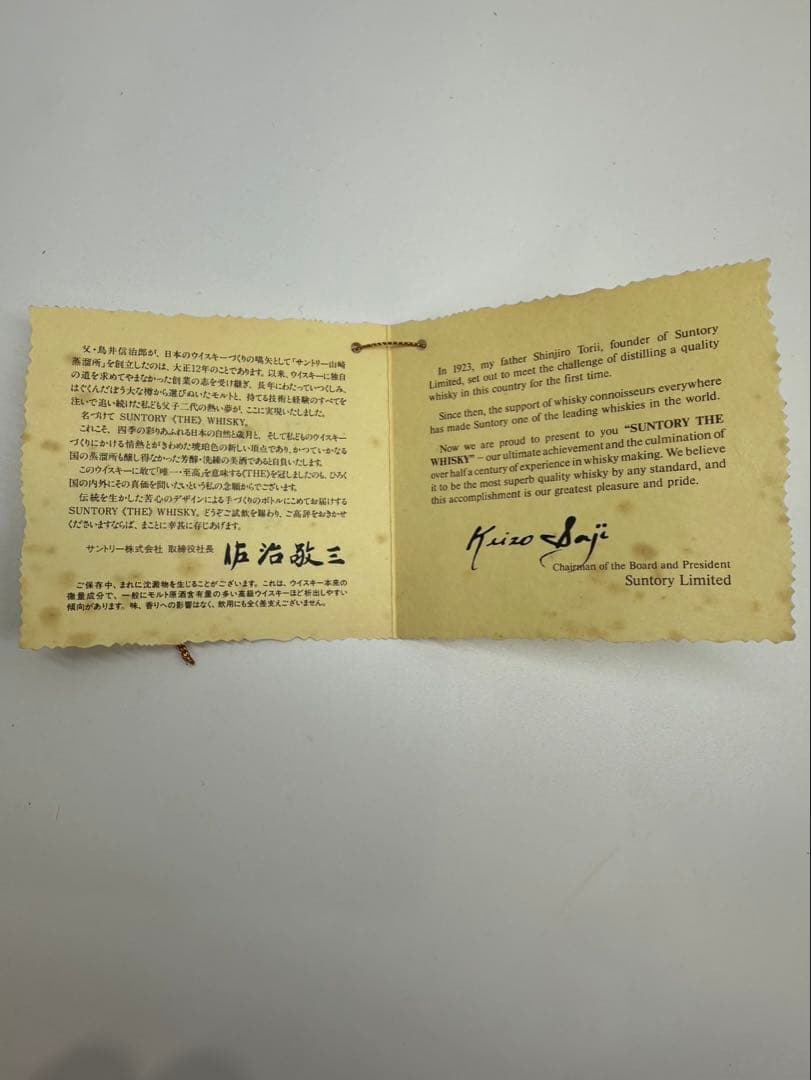 父・鳥井信治郎が、日本のウイスキーづくりの嚆矢として「サントリー山崎
蒸溜所」を創立したのは、大正12年のことであります。以来、ウイスキーに独自
の道を求めてやまなかった創業の志を受け継ぎ、長年にわたっていつくしみ、
はぐくんだぼう大な樽から選びぬいたモルトと、持てる技術と経験のすべてを
注いで追い続けた私ども父子二代の熱い夢が、ここに実現いたしました。
名づけて SUNTORY《THE》WHISKY。
これこそ、四季の彩りあふれる日本の自然と歳月と、そして私どものウイスキー
づくりにかける情熱とがきわめた琥珀色の新しい頂点であり、かつていかなる
国の蒸溜所も醸し得なかった芳醇・洗練の美酒であると自負いたします。
このウイスキーに敢て「唯一・至高」を意味する《THE》を冠しましたのも、ひろく
国の内外にその真価を問いたいという私の念願からでございます。
伝統を生かした苦心のデザインによる手づくりのボトルにこめてお届けする
SUNTORY《THE》WHISKY。どうぞご試飲を賜わり、ご高評をおきかせ
くださいますならば、まことに幸甚に存じあげます。
サントリー株式会社 取締役社長 佐治敬三
ご保存中、まれに沈澱物を生じることがございます。これは、ウイスキー本来の
微量成分で、一般にモルト原酒含有量の多い高級ウイスキーほど析出しやすい
傾向があります。味、香りへの影響はなく、飲用にも全く差支えございません。
In 1923, my father Shinjiro Torii, founder of Suntory
Limited, set out to meet the challenge of distilling a quality
whisky in this country for the first time.
Since then, the support of whisky connoisseurs everywhere
has made Suntory one of the leading whiskies in the world.
Now we are proud to present to you "SUNTORY THE
WHISKY" – our ultimate achievement and the culmination of
over half a century of experience in whisky making. We believe
it to be the most superb quality whisky by any standard, and
this accomplishment is our greatest pleasure and pride.
Keizo Saji
Chairman of the Board and President
Suntory Limited